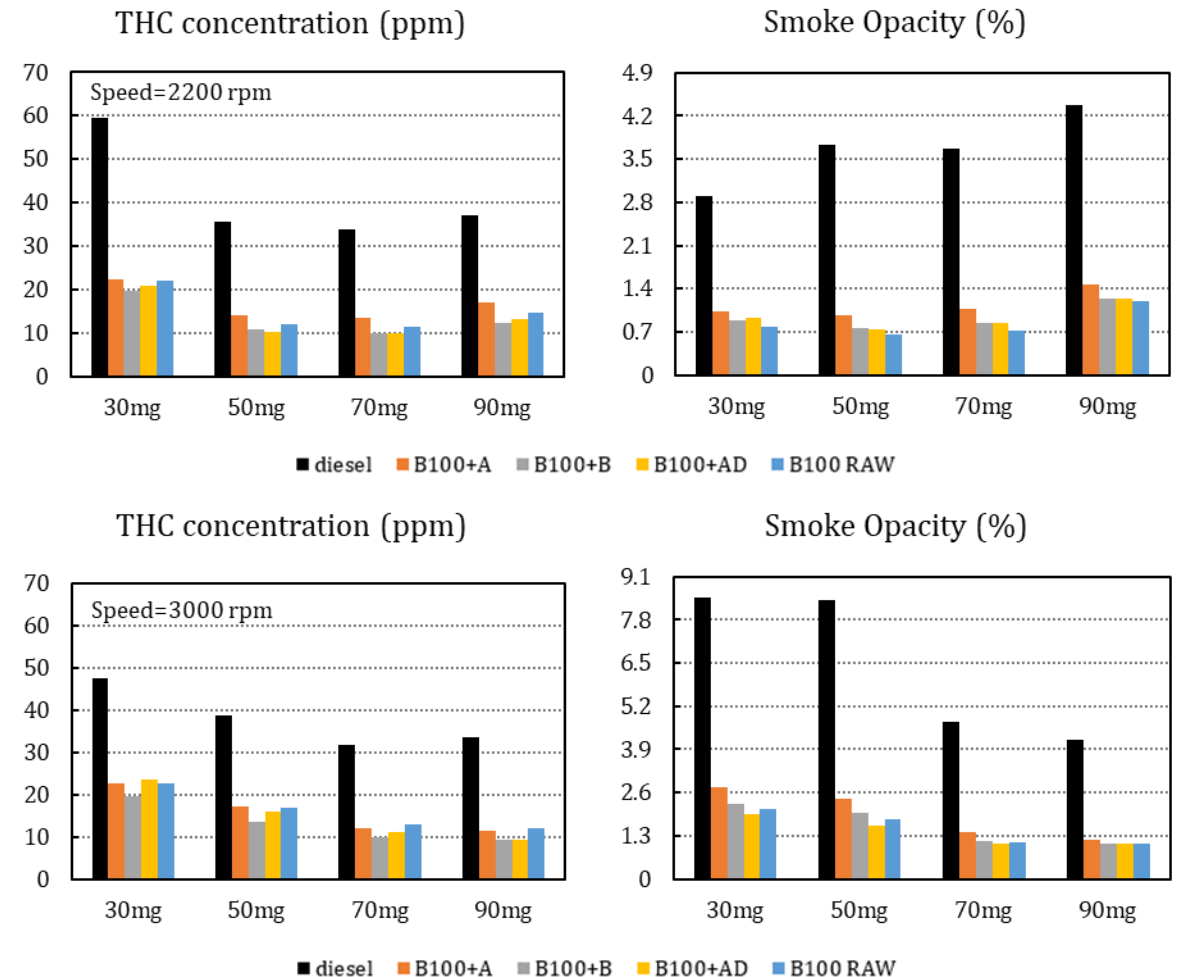 THC concentration (ppm)
Smoke Opacity (%)
70
60
50
40
30
20
10
0
Speed=2200 rpm
30mg 50mg 70mg 90mg
4.9
4.2
3.5
2.8
2.1
1.4
0.7
0
30mg 50mg 70mg 90mg
diesel B100+A B100+B B100+AD B100 RAW
THC concentration (ppm)
Smoke Opacity (%)
70
60
50
40
30
20
10
0
Speed=3000 rpm
30mg 50mg 70mg 90mg
9.1
7.8
6.5
5.2
3.9
2.6
1.3
0
30mg 50mg 70mg 90mg
diesel B100+A B100+B B100+AD B100 RAW